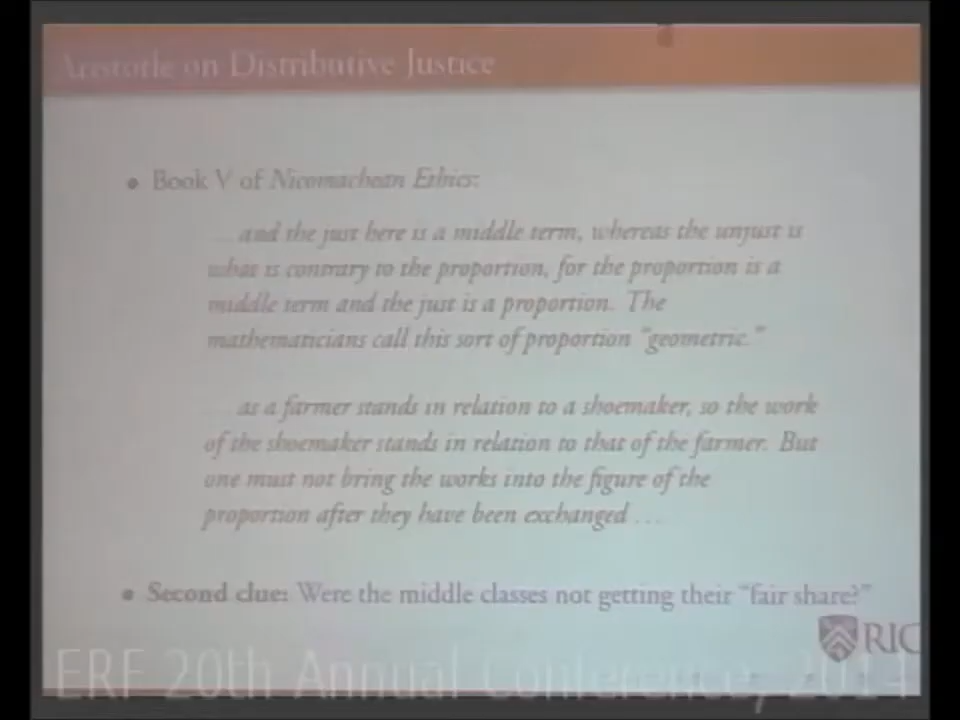 Aristotle on Distributive Justice
• Book V of Nicomachean Ethics:
… and the just here is a middle term, whereas the unjust is
what is contrary to the proportion, for the proportion is a
middle term and the just is a proportion. The
mathematicians call this sort of proportion "geometric."
… as a farmer stands in relation to a shoemaker, so the work
of the shoemaker stands in relation to that of the farmer. But
one must not bring the works into the figure of the
proportion after they have been exchanged …
• Second clue: Were the middle classes not getting their "fair share?"
RIC
ERF 20th Annual Conference, 2014